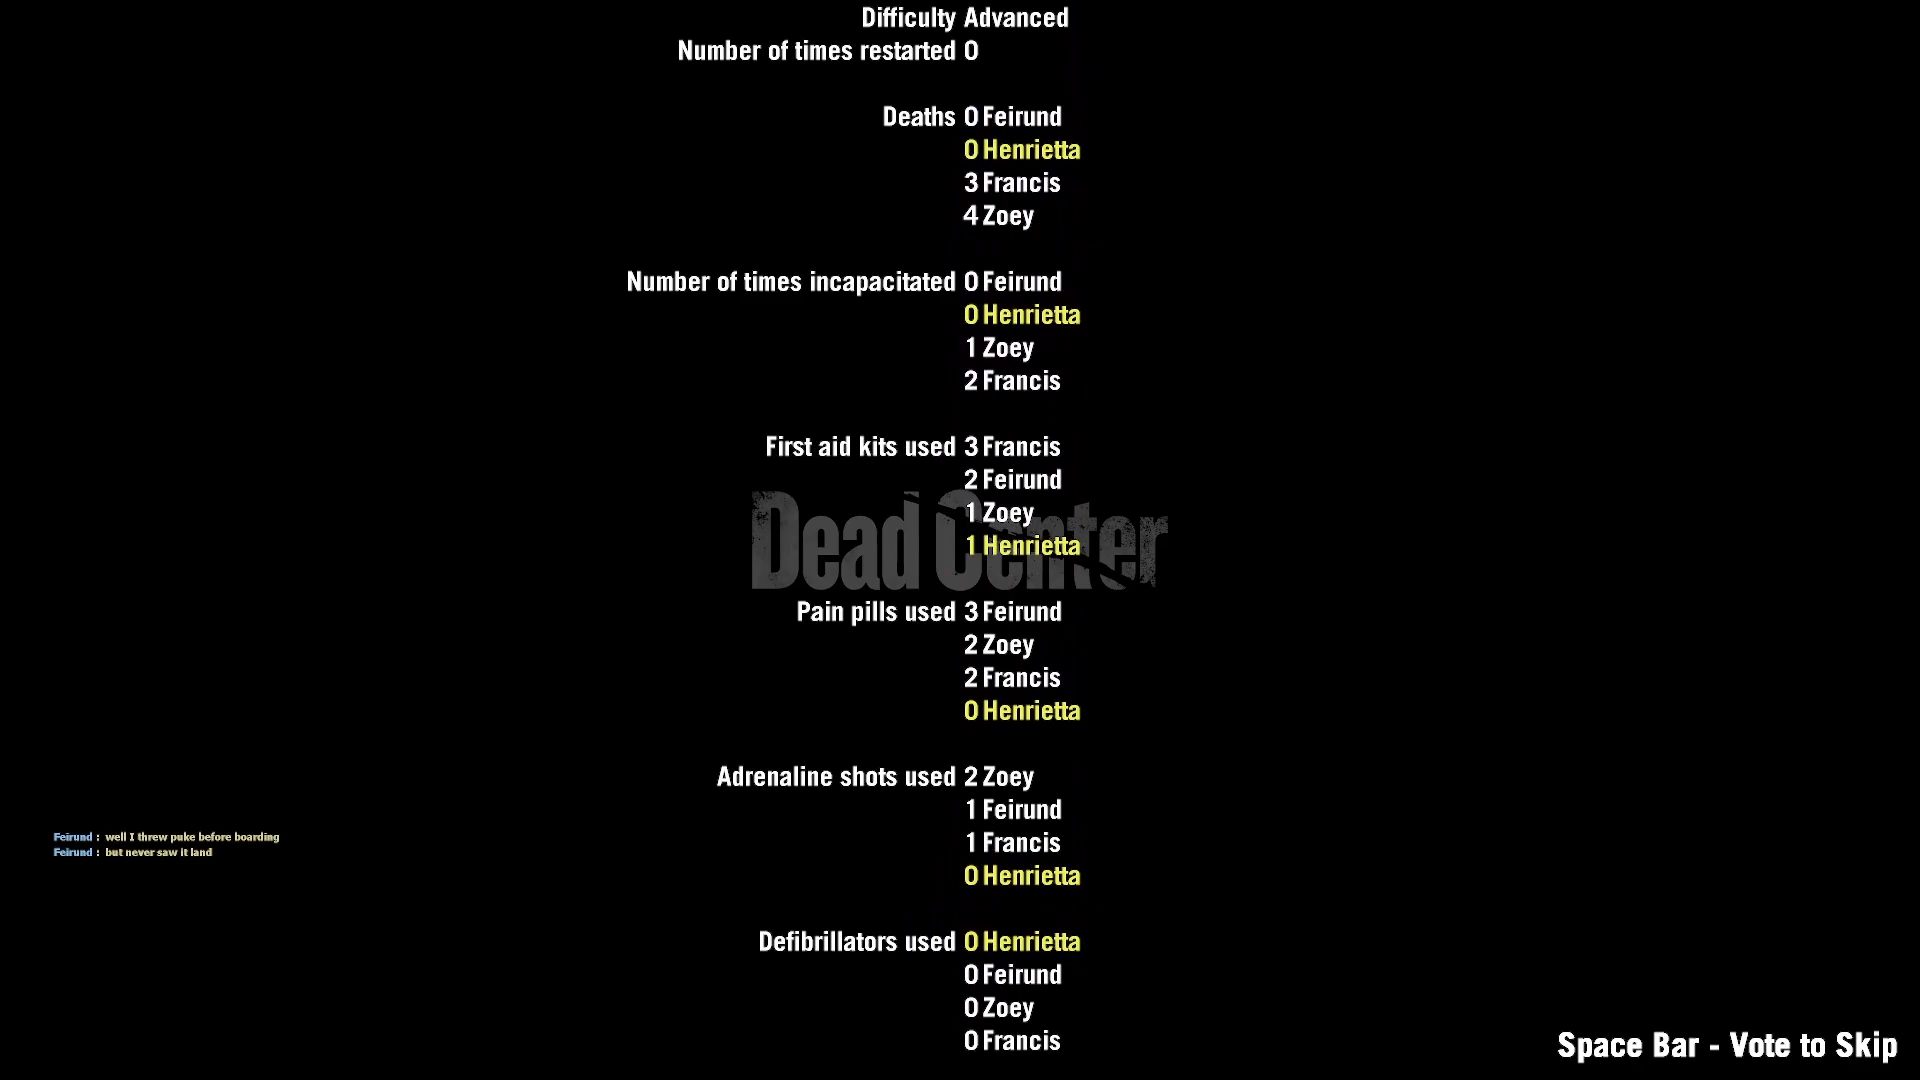 Difficulty Advanced
Number of times restarted 0
Deaths 0 Feirund
0 Henrietta
3 Francis
4 Zoey
Number of times incapacitated 0 Feirund
0 Henrietta
1 Zoey
2 Francis
First aid kits used 3 Francis
2 Feirund
1 Zoey
1 Henrietta
Dead Center
Pain pills used 3 Feirund
2 Zoey
2 Francis
0 Henrietta
Adrenaline shots used 2 Zoey
1 Feirund
1 Francis
0 Henrietta
Feirund : well I threw puke before boarding
Feirund : but never saw it land
Defibrillators used 0 Henrietta
0 Feirund
0 Zoey
0 Francis
Space Bar - Vote to Skip